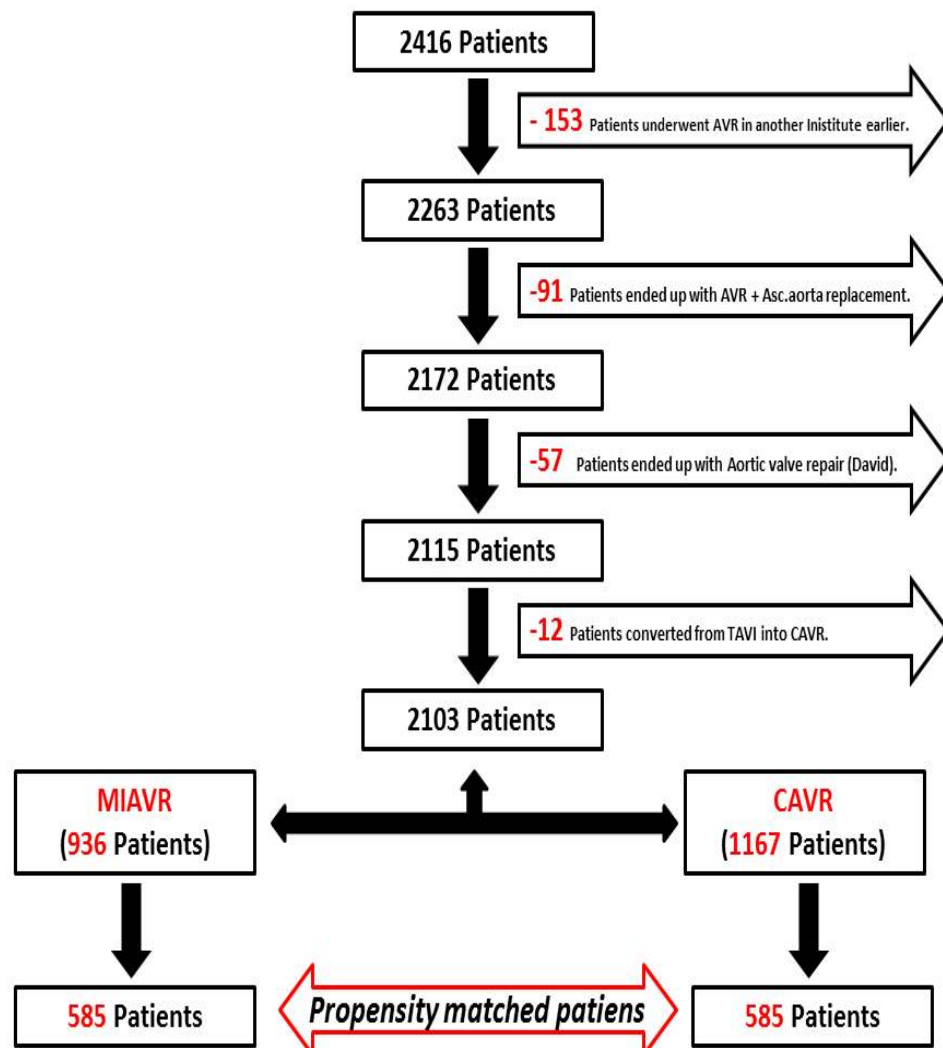 2416 Patients
- 153 Patients underwent AVR in another Inistitute earlier.
2263 Patients
-91 Patients ended up with AVR + Asc.aorta replacement.
2172 Patients
-57 Patients ended up with Aortic valve repair (David).
2115 Patients
-12 Patients converted from TAVI into CAVR.
2103 Patients
MIAVR
(936 Patients)
CAVR
(1167 Patients)
585 Patients
Propensity matched patiens
585 Patients